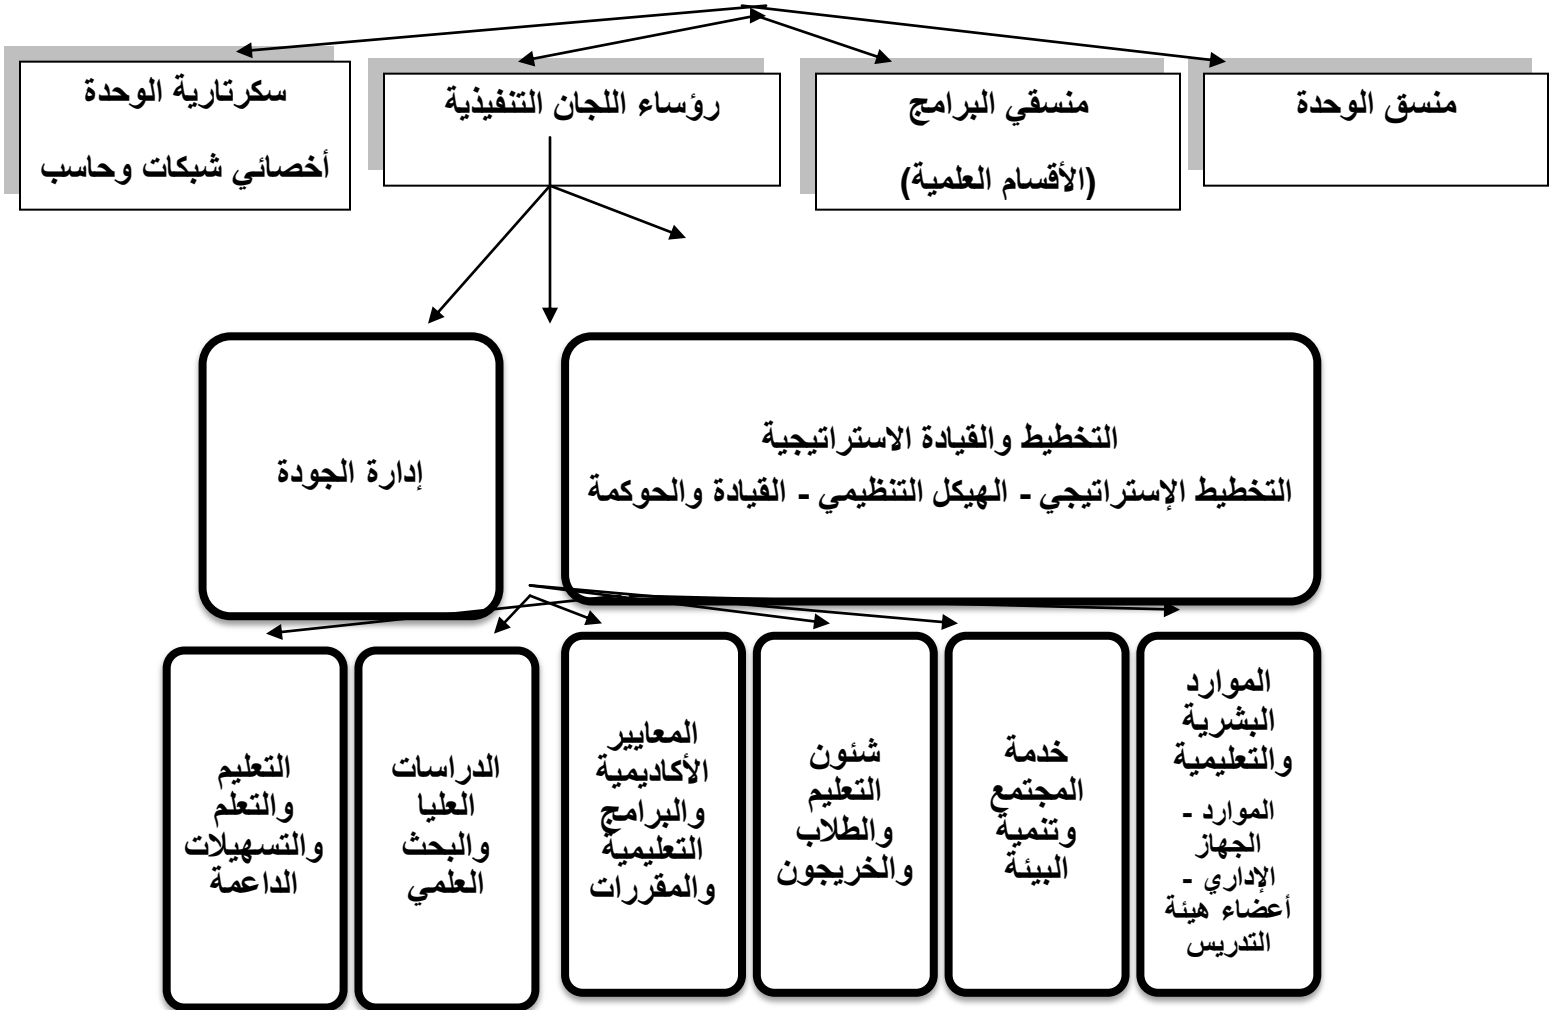 منسق الوحدة
منسقي البرامج
(الأقسام العلمية)
رؤساء اللجان التنفيذية
سكرتارية الوحدة
أخصائي شبكات وحاسب
التخطيط والقيادة الاستراتيجية
التخطيط الإستراتيجي - الهيكل التنظيمي - القيادة والحوكمة
إدارة الجودة
الموارد
البشرية
والتعليمية
الموارد -
الجهاز
الإداري -
أعضاء هيئة
التدريس
خدمة
المجتمع
وتنمية
البيئة
شئون
التعليم
والطلاب
والخريجون
المعايير
الأكاديمية
والبرامج
التعليمية
والمقررات
الدراسات
العليا
والبحث
العلمي
التعليم
والتعلم
والتسهيلات
الداعمة